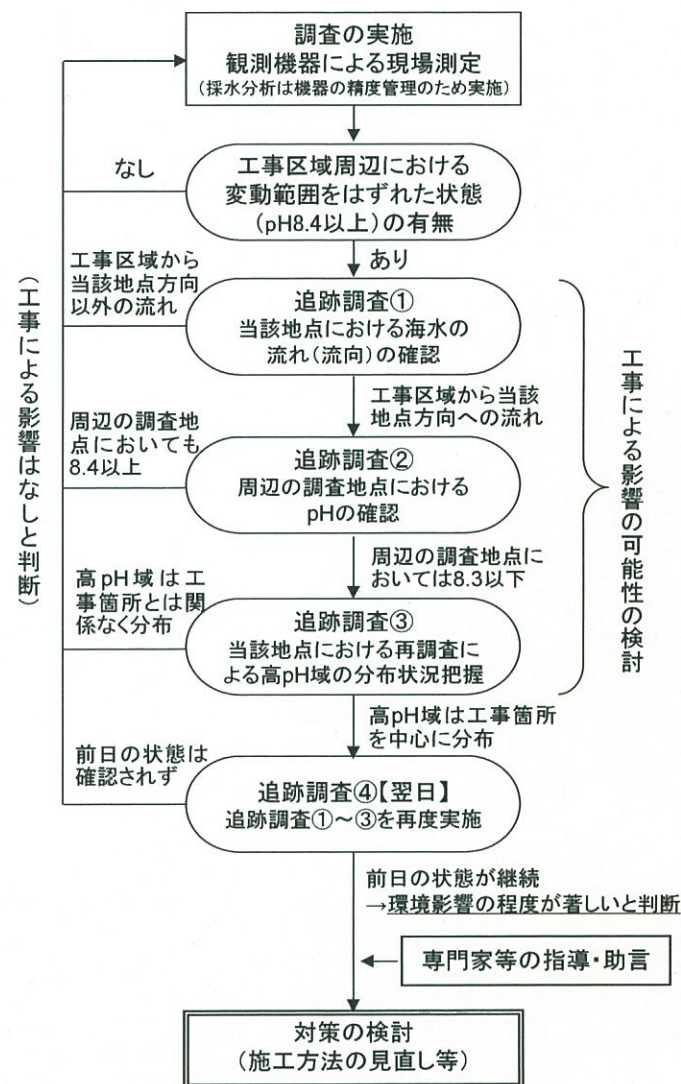 調査の実施
観測機器による現場測定
(採水分析は機器の精度管理のため実施)
なし
工事区域周辺における
変動範囲をはずれた状態
(pH8.4以上)の有無
あり
工事区域から
当該地点方向
以外の流れ
追跡調査①
当該地点における海水の
流れ(流向)の確認
工事区域から当該
地点方向への流れ
周辺の調査地
点においても
8.4以上
追跡調査②
周辺の調査地点における
pHの確認
周辺の調査地点に
おいては8.3以下
高pH域は工
事箇所とは関
係なく分布
追跡調査③
当該地点における再調査に
よる高pH域の分布状況把握
高pH域は工事箇所
を中心に分布
前日の状態は
確認されず
追跡調査④【翌日】
追跡調査①～③を再度実施
前日の状態が継続
→環境影響の程度が著しいと判断
専門家等の指導・助言
対策の検討
(施工方法の見直し等)
(工事による影響はなしと判断)
工事による影響の可能性の検討